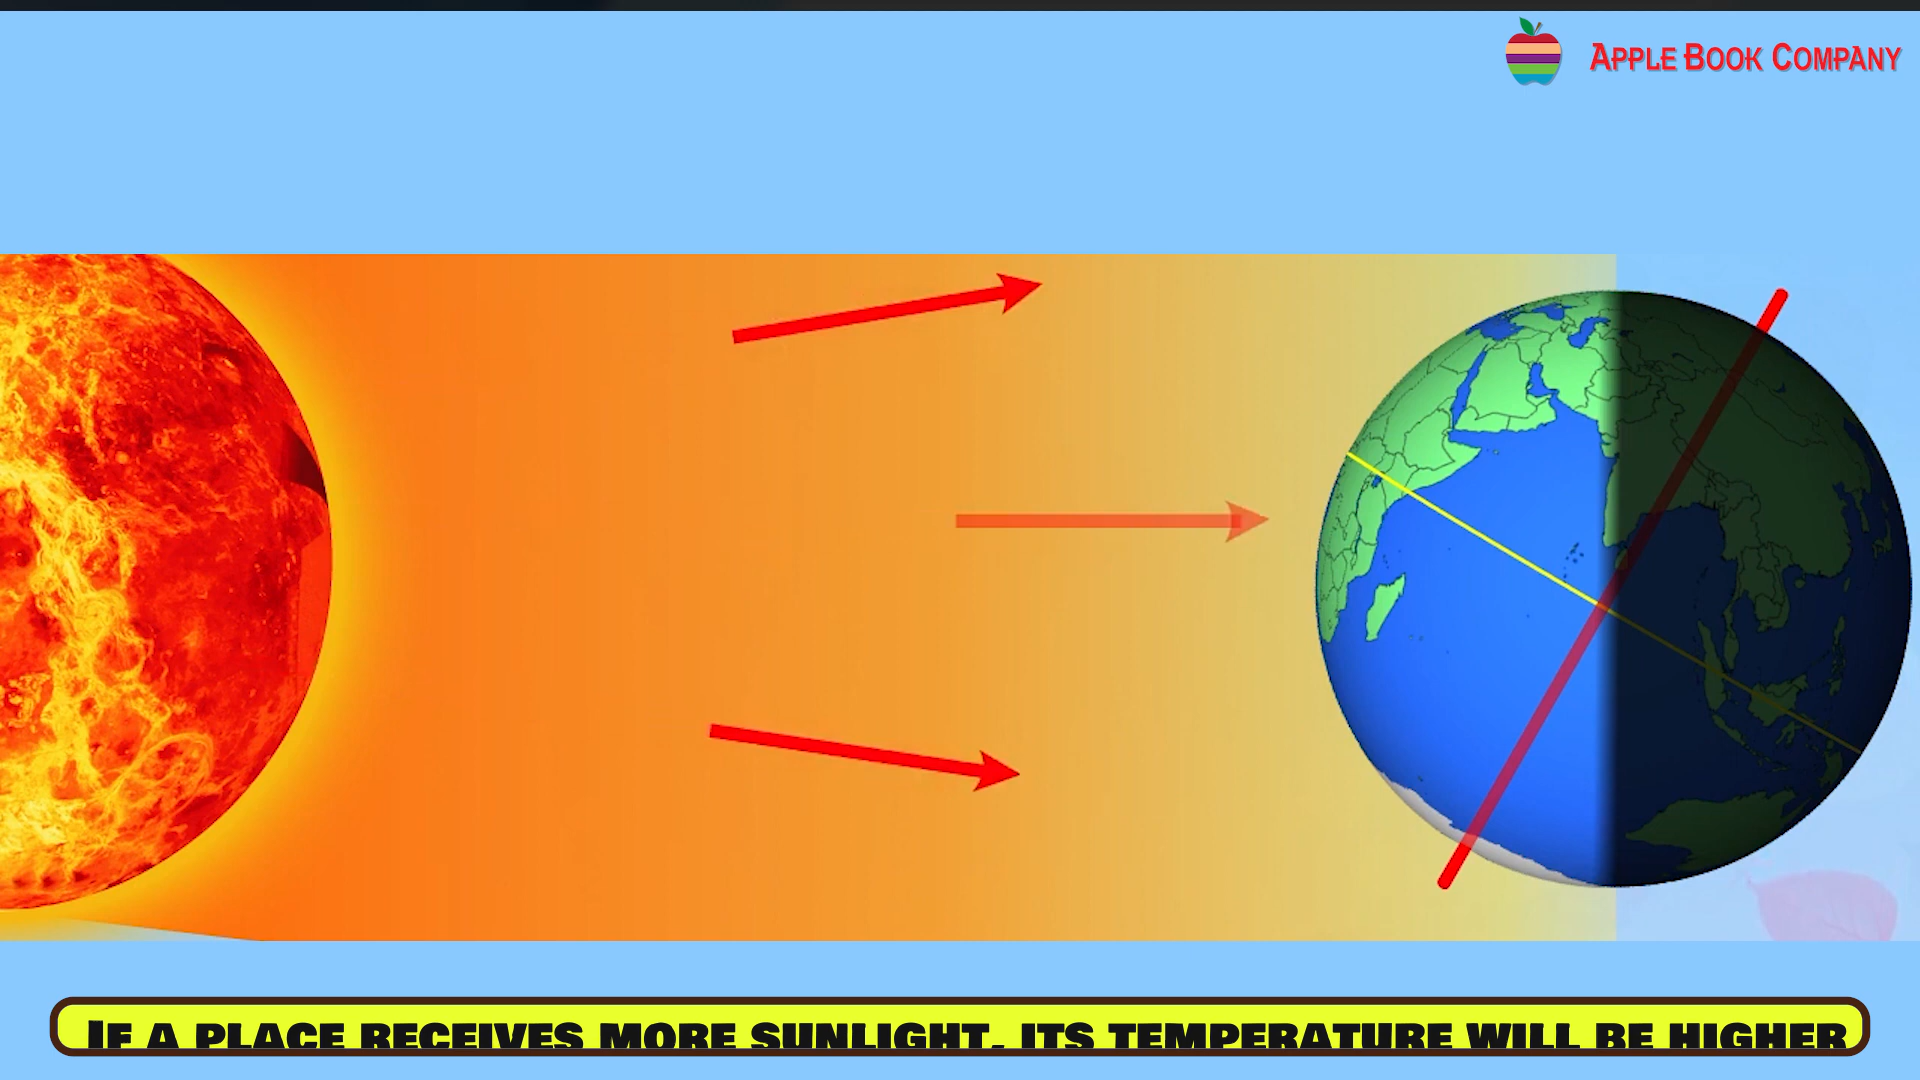 APPLE BOOK COMPANY
IF A PLACE RECEIVES MORE SUNLIGHT, ITS TEMPERATURE WILL BE HIGHER